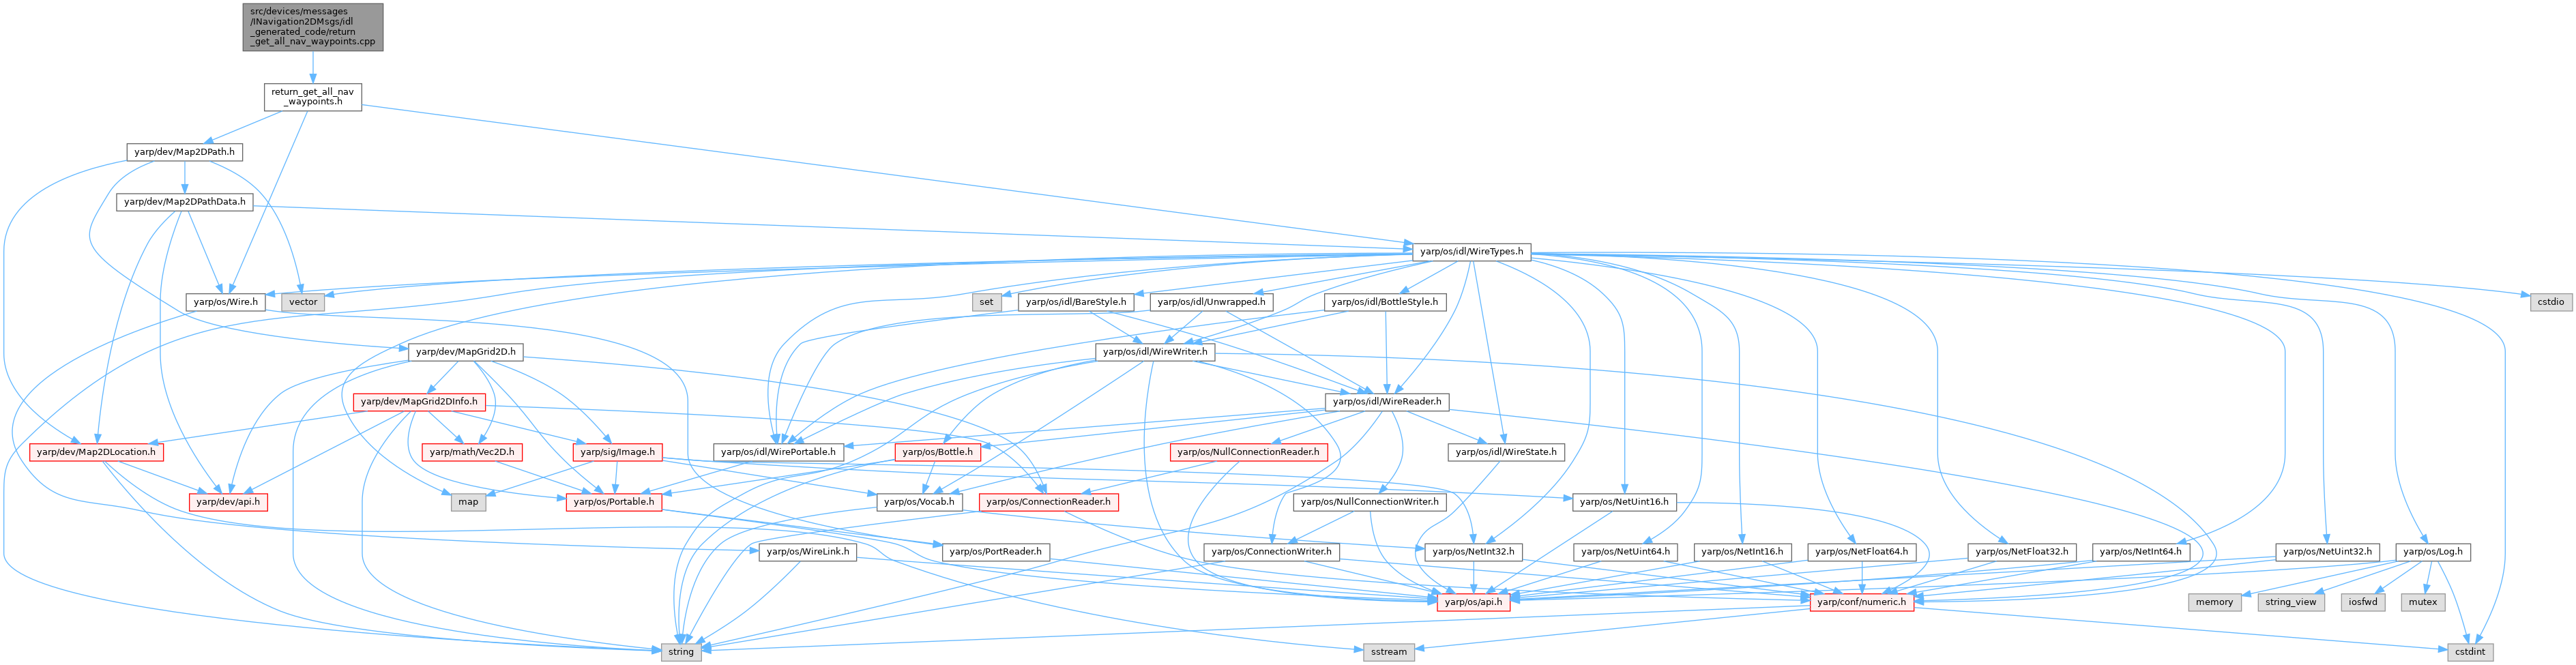 src/devices/messages
/INavigation2DMsgs/idl
_generated_code/return
_get_all_nav_waypoints.cpp
return_get_all_nav
_waypoints.h
yarp/dev/Map2DPath.h
yarp/dev/Map2DPathData.h
yarp/os/idl/WireTypes.h
yarp/os/Wire.h
vector
set
yarp/os/idl/BareStyle.h
yarp/os/idl/Unwrapped.h
yarp/os/idl/BottleStyle.h
cstdio
yarp/dev/MapGrid2D.h
yarp/os/idl/WireWriter.h
yarp/dev/MapGrid2DInfo.h
yarp/os/idl/WireReader.h
yarp/dev/Map2DLocation.h
yarp/math/Vec2D.h
yarp/sig/Image.h
yarp/os/idl/WirePortable.h
yarp/os/Bottle.h
yarp/os/NullConnectionReader.h
yarp/os/idl/WireState.h
yarp/dev/api.h
map
yarp/os/Portable.h
yarp/os/Vocab.h
yarp/os/ConnectionReader.h
yarp/os/NullConnectionWriter.h
yarp/os/NetUint16.h
yarp/os/WireLink.h
yarp/os/PortReader.h
yarp/os/ConnectionWriter.h
yarp/os/NetInt32.h
yarp/os/NetUint64.h
yarp/os/NetInt16.h
yarp/os/NetFloat64.h
yarp/os/NetFloat32.h
yarp/os/NetInt64.h
yarp/os/NetUint32.h
yarp/os/Log.h
yarp/os/api.h
yarp/conf/numeric.h
memory
string_view
iosfwd
mutex
string
sstream
cstdint